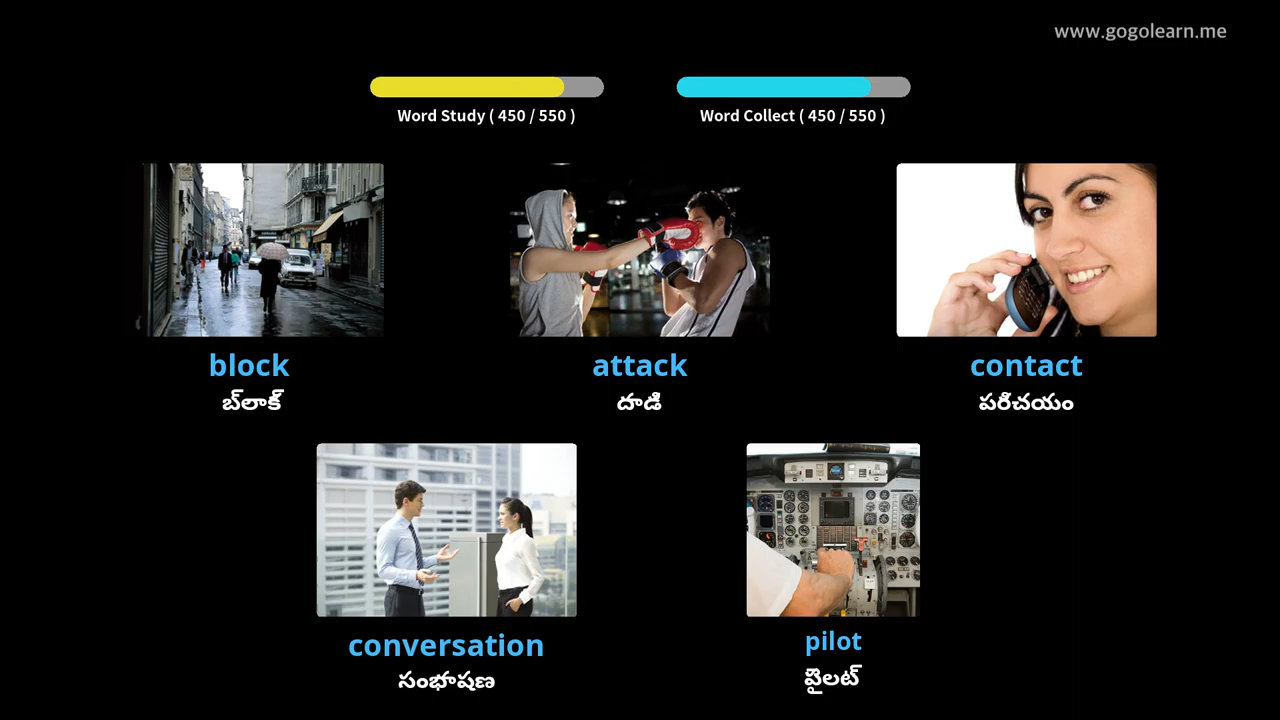 www.gogolearn.me
Word Study ( 450 / 550 )
Word Collect ( 450 / 550 )
block
బ్‌లాక్
attack
దాడి
contact
పరిచయం
conversation
సంభాషణ
pilot
పైలట్